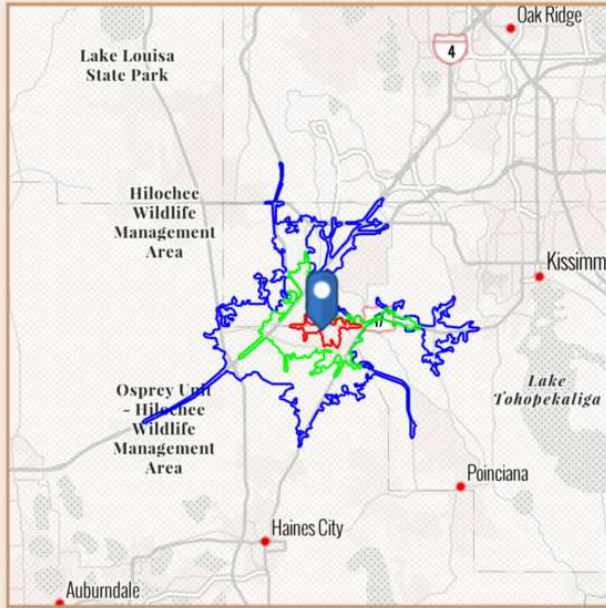 Oak Ridge
4
Lake Louisa
State Park
Hilochee
Wildlife
Management
Area
Kissimm
17
Osprey Unit
- Hilochee
Wildlife
Management
Area
Lake
Tohopekaliga
Poinciana
Haines City
Auburndale